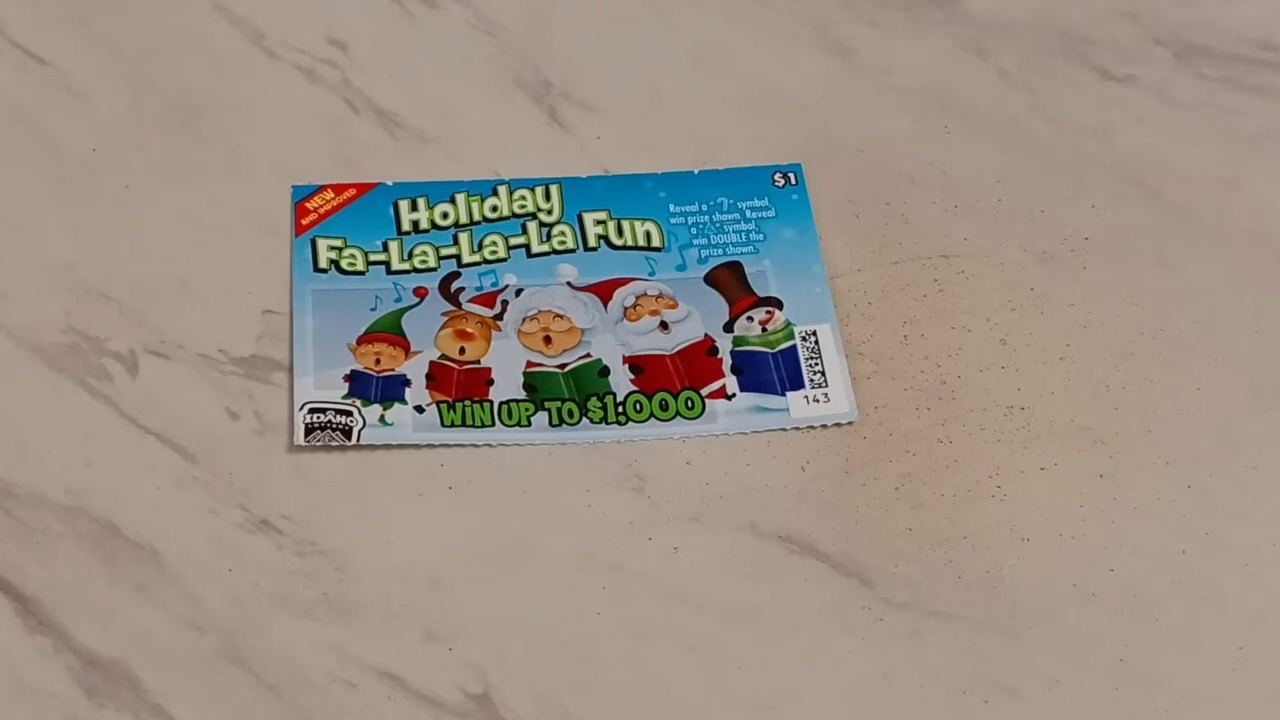 NEW
AND IMPROVED
Holiday
Fa-La-La-La Fun
$1
Reveal a " " symbol,
win prize shown. Reveal
a " " symbol,
win DOUBLE the
prize shown.
WIN UP TO $1,000
IDAHO
LOTTERY
143